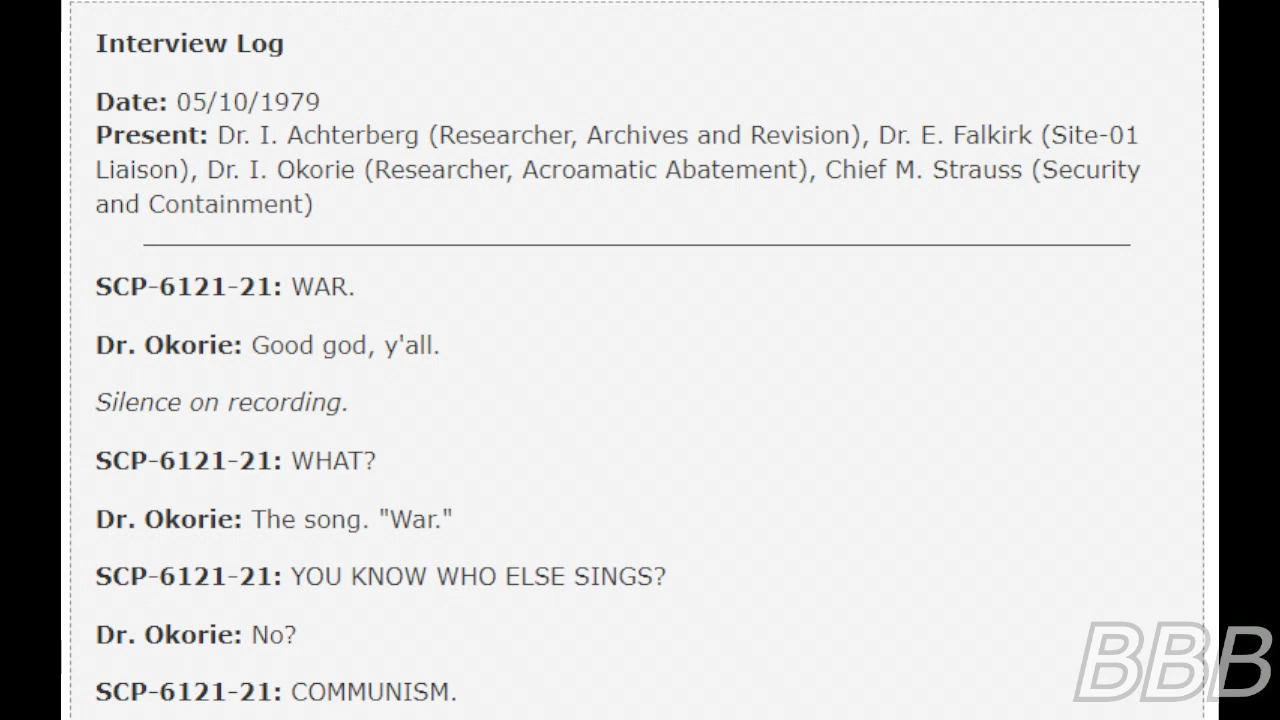 Interview Log
Date: 05/10/1979
Present: Dr. I. Achterberg (Researcher, Archives and Revision), Dr. E. Falkirk (Site-01
Liaison), Dr. I. Okorie (Researcher, Acroamatic Abatement), Chief M. Strauss (Security
and Containment)
SCP-6121-21: WAR.
Dr. Okorie: Good god, y'all.
Silence on recording.
SCP-6121-21: WHAT?
Dr. Okorie: The song. "War."
SCP-6121-21: YOU KNOW WHO ELSE SINGS?
Dr. Okorie: No?
SCP-6121-21: COMMUNISM.
BBB